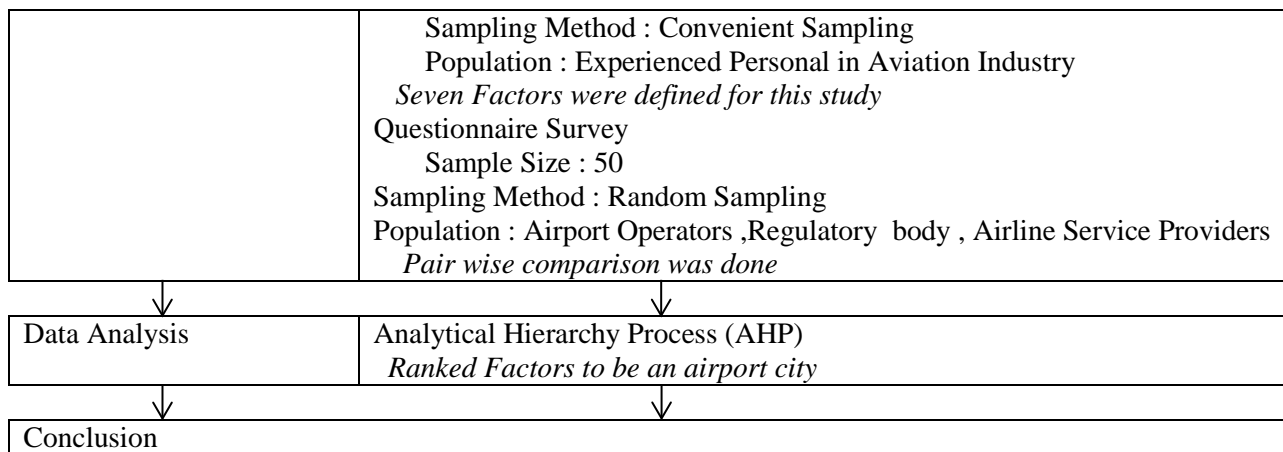 Sampling Method : Convenient Sampling
Population : Experienced Personal in Aviation Industry
Seven Factors were defined for this study
Questionnaire Survey
Sample Size : 50
Sampling Method : Random Sampling
Population : Airport Operators ,Regulatory body , Airline Service Providers
Pair wise comparison was done
Data Analysis
Analytical Hierarchy Process (AHP)
Ranked Factors to be an airport city
Conclusion